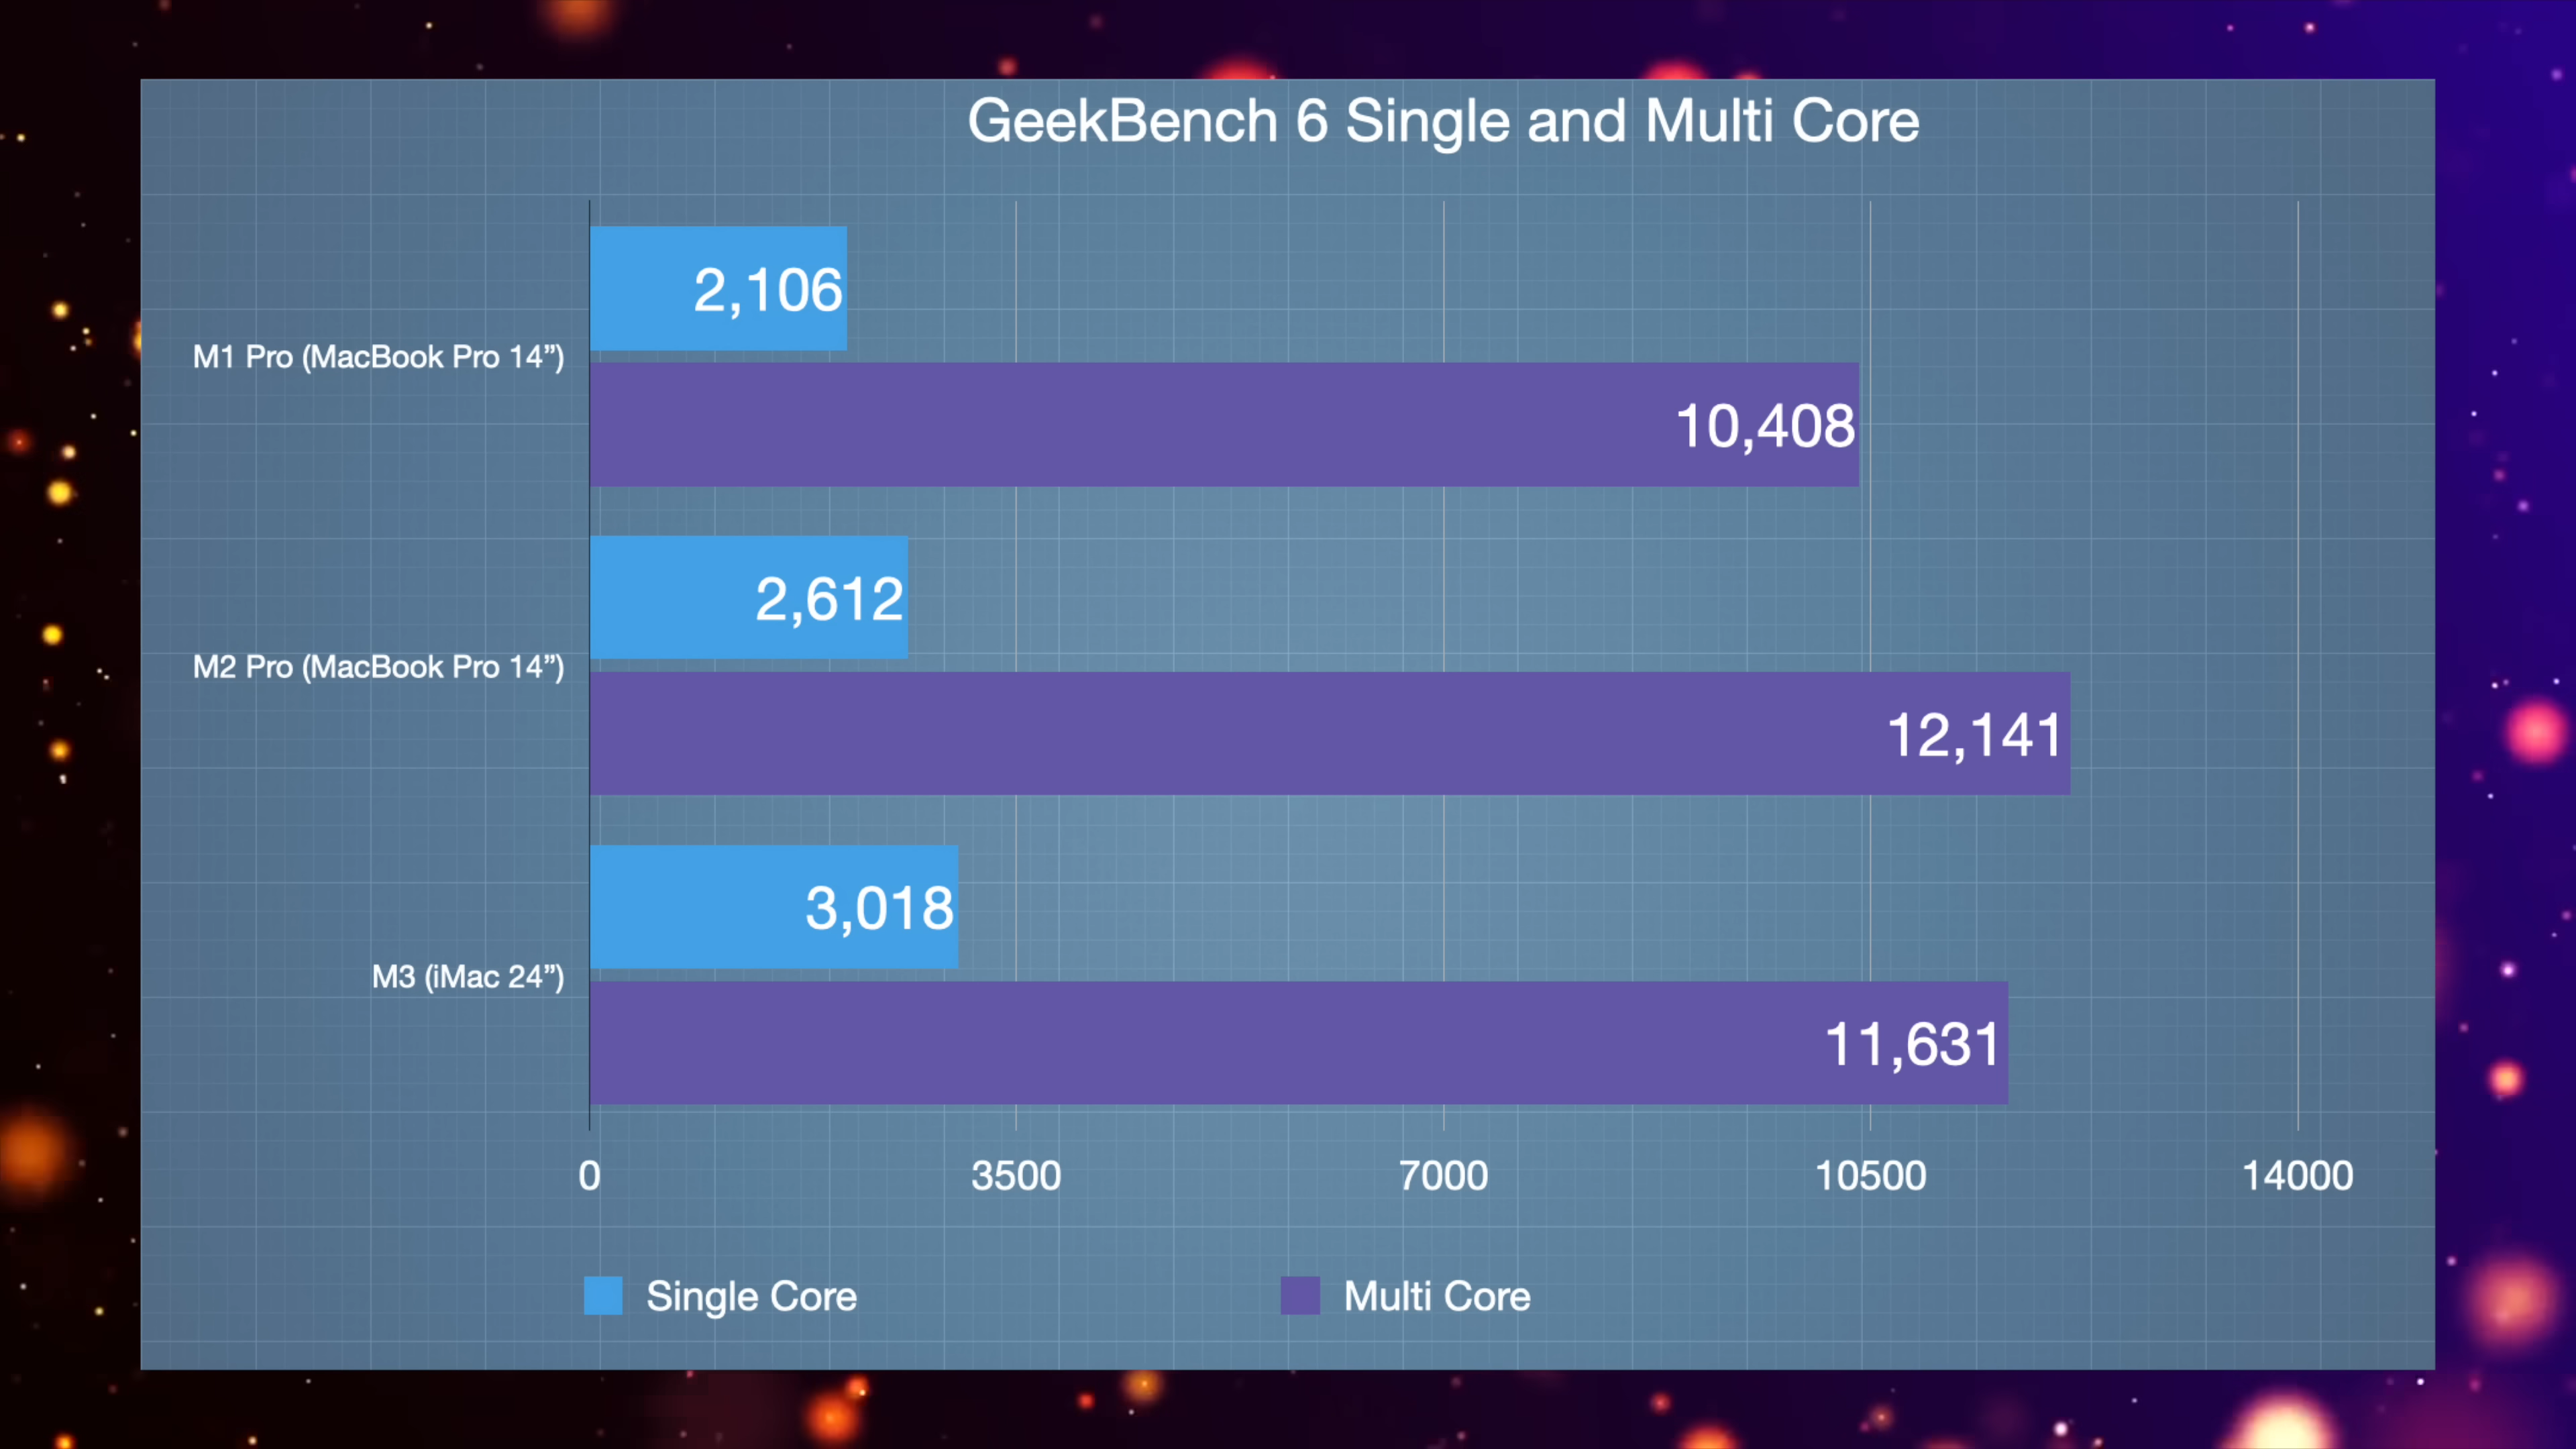 GeekBench 6 Single and Multi Core
2,106
M1 Pro (MacBook Pro 14”)
10,408
2,612
M2 Pro (MacBook Pro 14”)
12,141
3,018
M3 (iMac 24”)
11,631
0 3500 7000 10500 14000
Single Core Multi Core